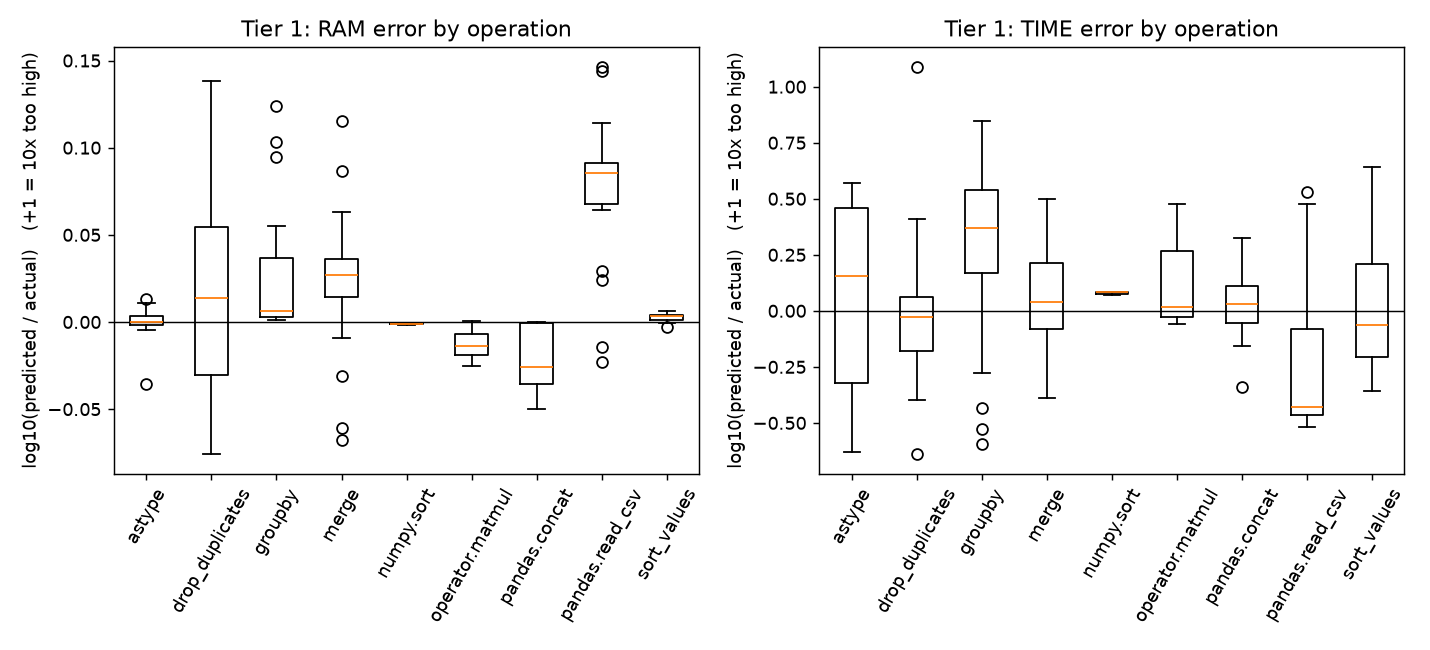 Tier 1: RAM error by operation
log10(predicted / actual)   (+1 = 10x too high)
0.15
0.10
0.05
0.00
−0.05
astype
drop_duplicates
groupby
merge
numpy.sort
operator.matmul
pandas.concat
pandas.read_csv
sort_values
Tier 1: TIME error by operation
log10(predicted / actual)   (+1 = 10x too high)
1.00
0.75
0.50
0.25
0.00
−0.25
−0.50
astype
drop_duplicates
groupby
merge
numpy.sort
operator.matmul
pandas.concat
pandas.read_csv
sort_values